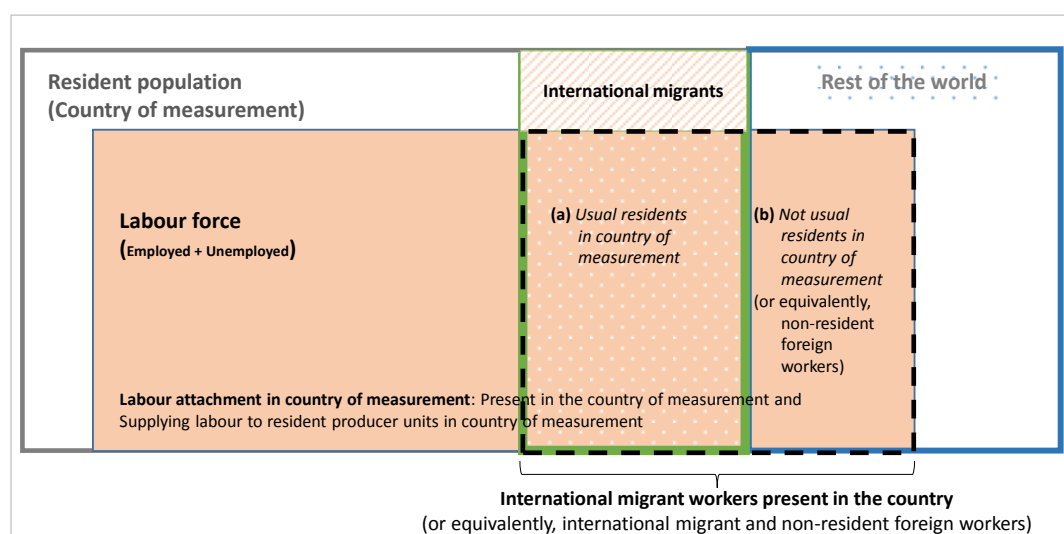 Resident population
(Country of measurement)
International migrants
Rest of the world
Labour force
(Employed + Unemployed)
(a) Usual residents
in country of
measurement
(b) Not usual
residents in
country of
measurement
(or equivalently,
non-resident
foreign
workers)
Labour attachment in country of measurement: Present in the country of measurement and
Supplying labour to resident producer units in country of measurement
International migrant workers present in the country
(or equivalently, international migrant and non-resident foreign workers)